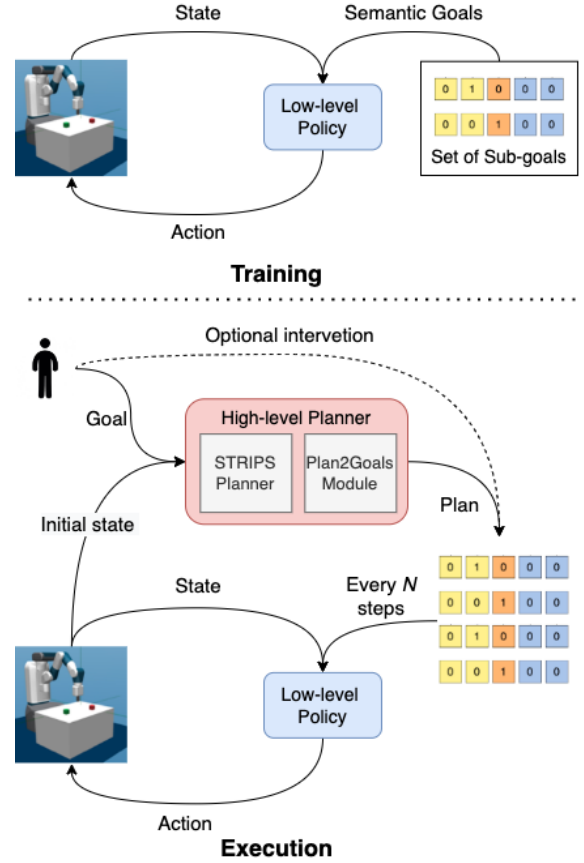 State
Semantic Goals
Low-level
Policy
0 1 0 0 0
0 0 1 0 0
Set of Sub-goals
Action
Training
Optional intervetion
Goal
High-level Planner
STRIPS
Planner
Plan2Goals
Module
Initial state
Plan
State
Every N
steps
0 1 0 0 0
0 0 1 0 0
0 1 0 0 0
0 0 1 0 0
Low-level
Policy
Action
Execution